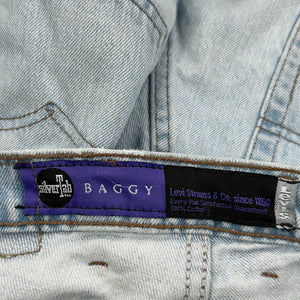 silverTab
BAGGY
Levi Strauss & Co. since 1850
Every Pair Satisfaction Guaranteed
100% Cotton